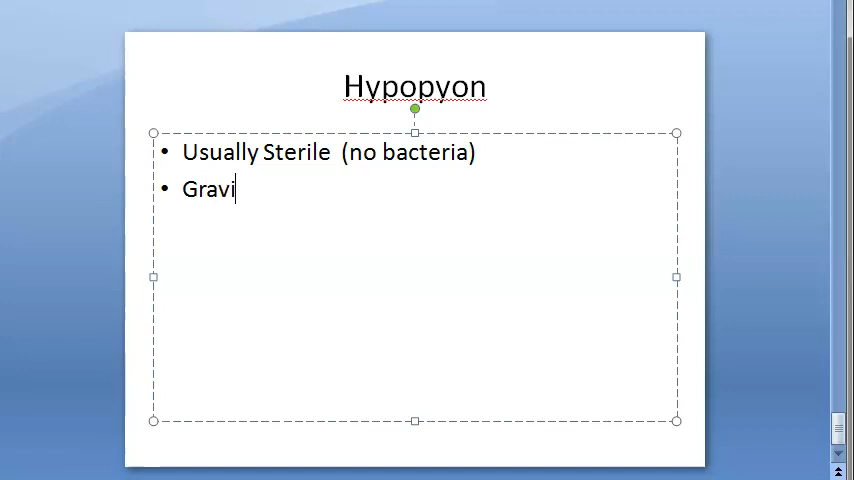 Hypopyon
• Usually Sterile (no bacteria)
• Gravi